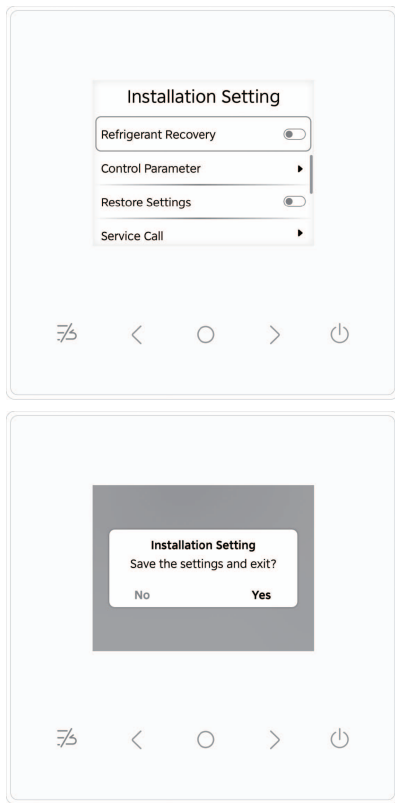 Installation Setting
Refrigerant Recovery
Control Parameter
Restore Settings
Service Call
Installation Setting
Save the settings and exit?
No Yes